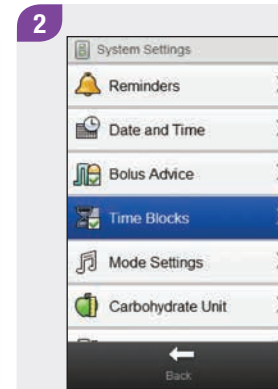 2
System Settings
Reminders
Date and Time
Bolus Advice
Time Blocks
Mode Settings
Carbohydrate Unit
Back